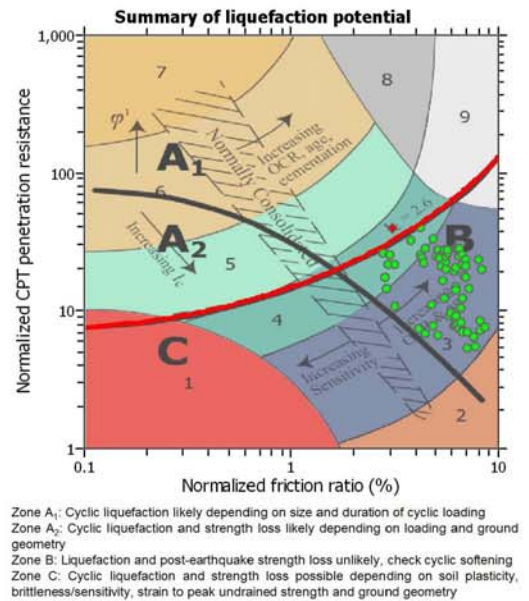 Summary of liquefaction potential
Normalized CPT penetration resistance
1,000
100
10
1
7
8
9
φ'
A1
Increasing
OCR, age,
cementation
Normally Consolidated
6
A2
Increasing Ic
= 2.6
B
5
4
C
1
Increasing
Sensitivity
3
2
0.1
1
10
Normalized friction ratio (%)
Zone A1: Cyclic liquefaction likely depending on size and duration of cyclic loading
Zone A2: Cyclic liquefaction and strength loss likely depending on loading and ground
geometry
Zone B: Liquefaction and post-earthquake strength loss unlikely, check cyclic softening
Zone C: Cyclic liquefaction and strength loss possible depending on soil plasticity,
brittleness/sensitivity, strain to peak undrained strength and ground geometry